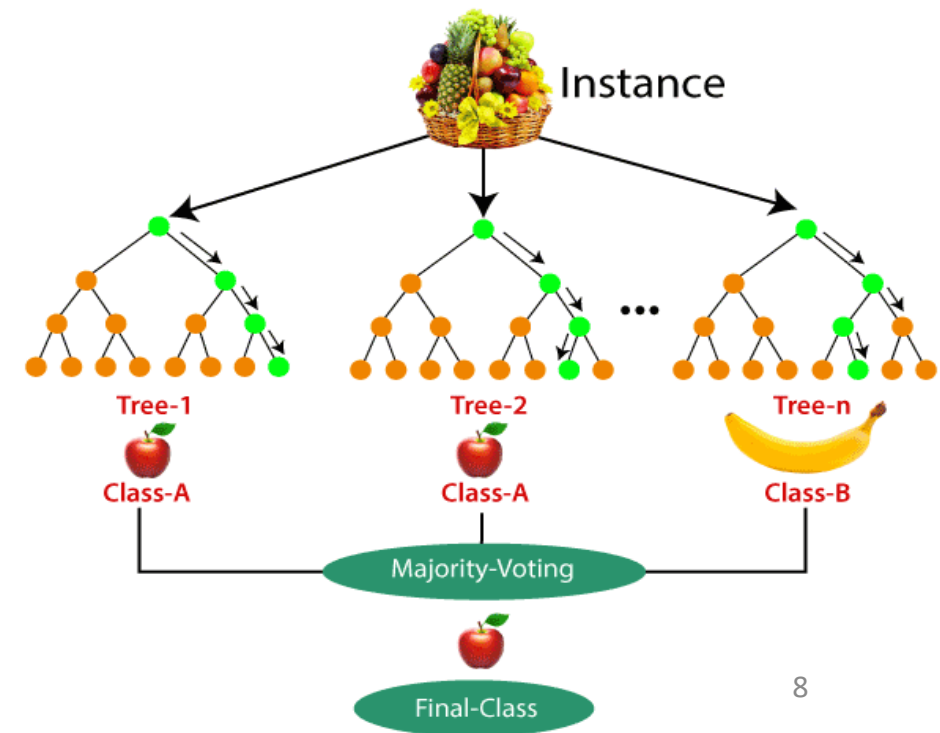 Instance
...
Tree-1
Tree-2
Tree-n
Class-A
Class-A
Class-B
Majority-Voting
Final-Class
8